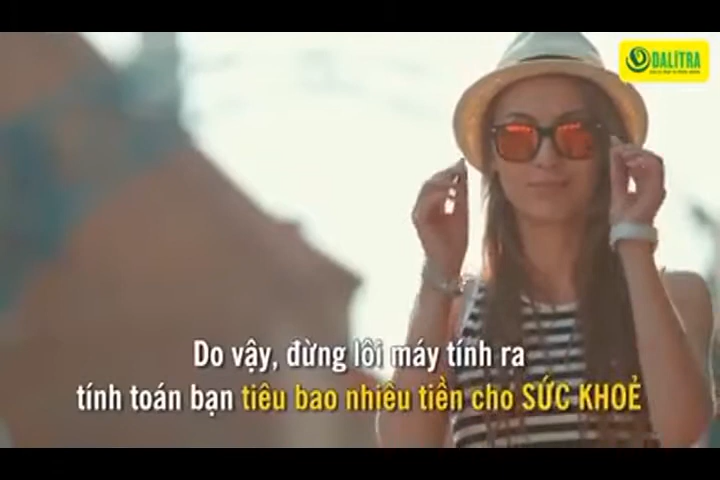 DALITRA
Do vậy, đừng lôi máy tính ra
tính toán bạn tiêu bao nhiêu tiền cho SỨC KHOẺ